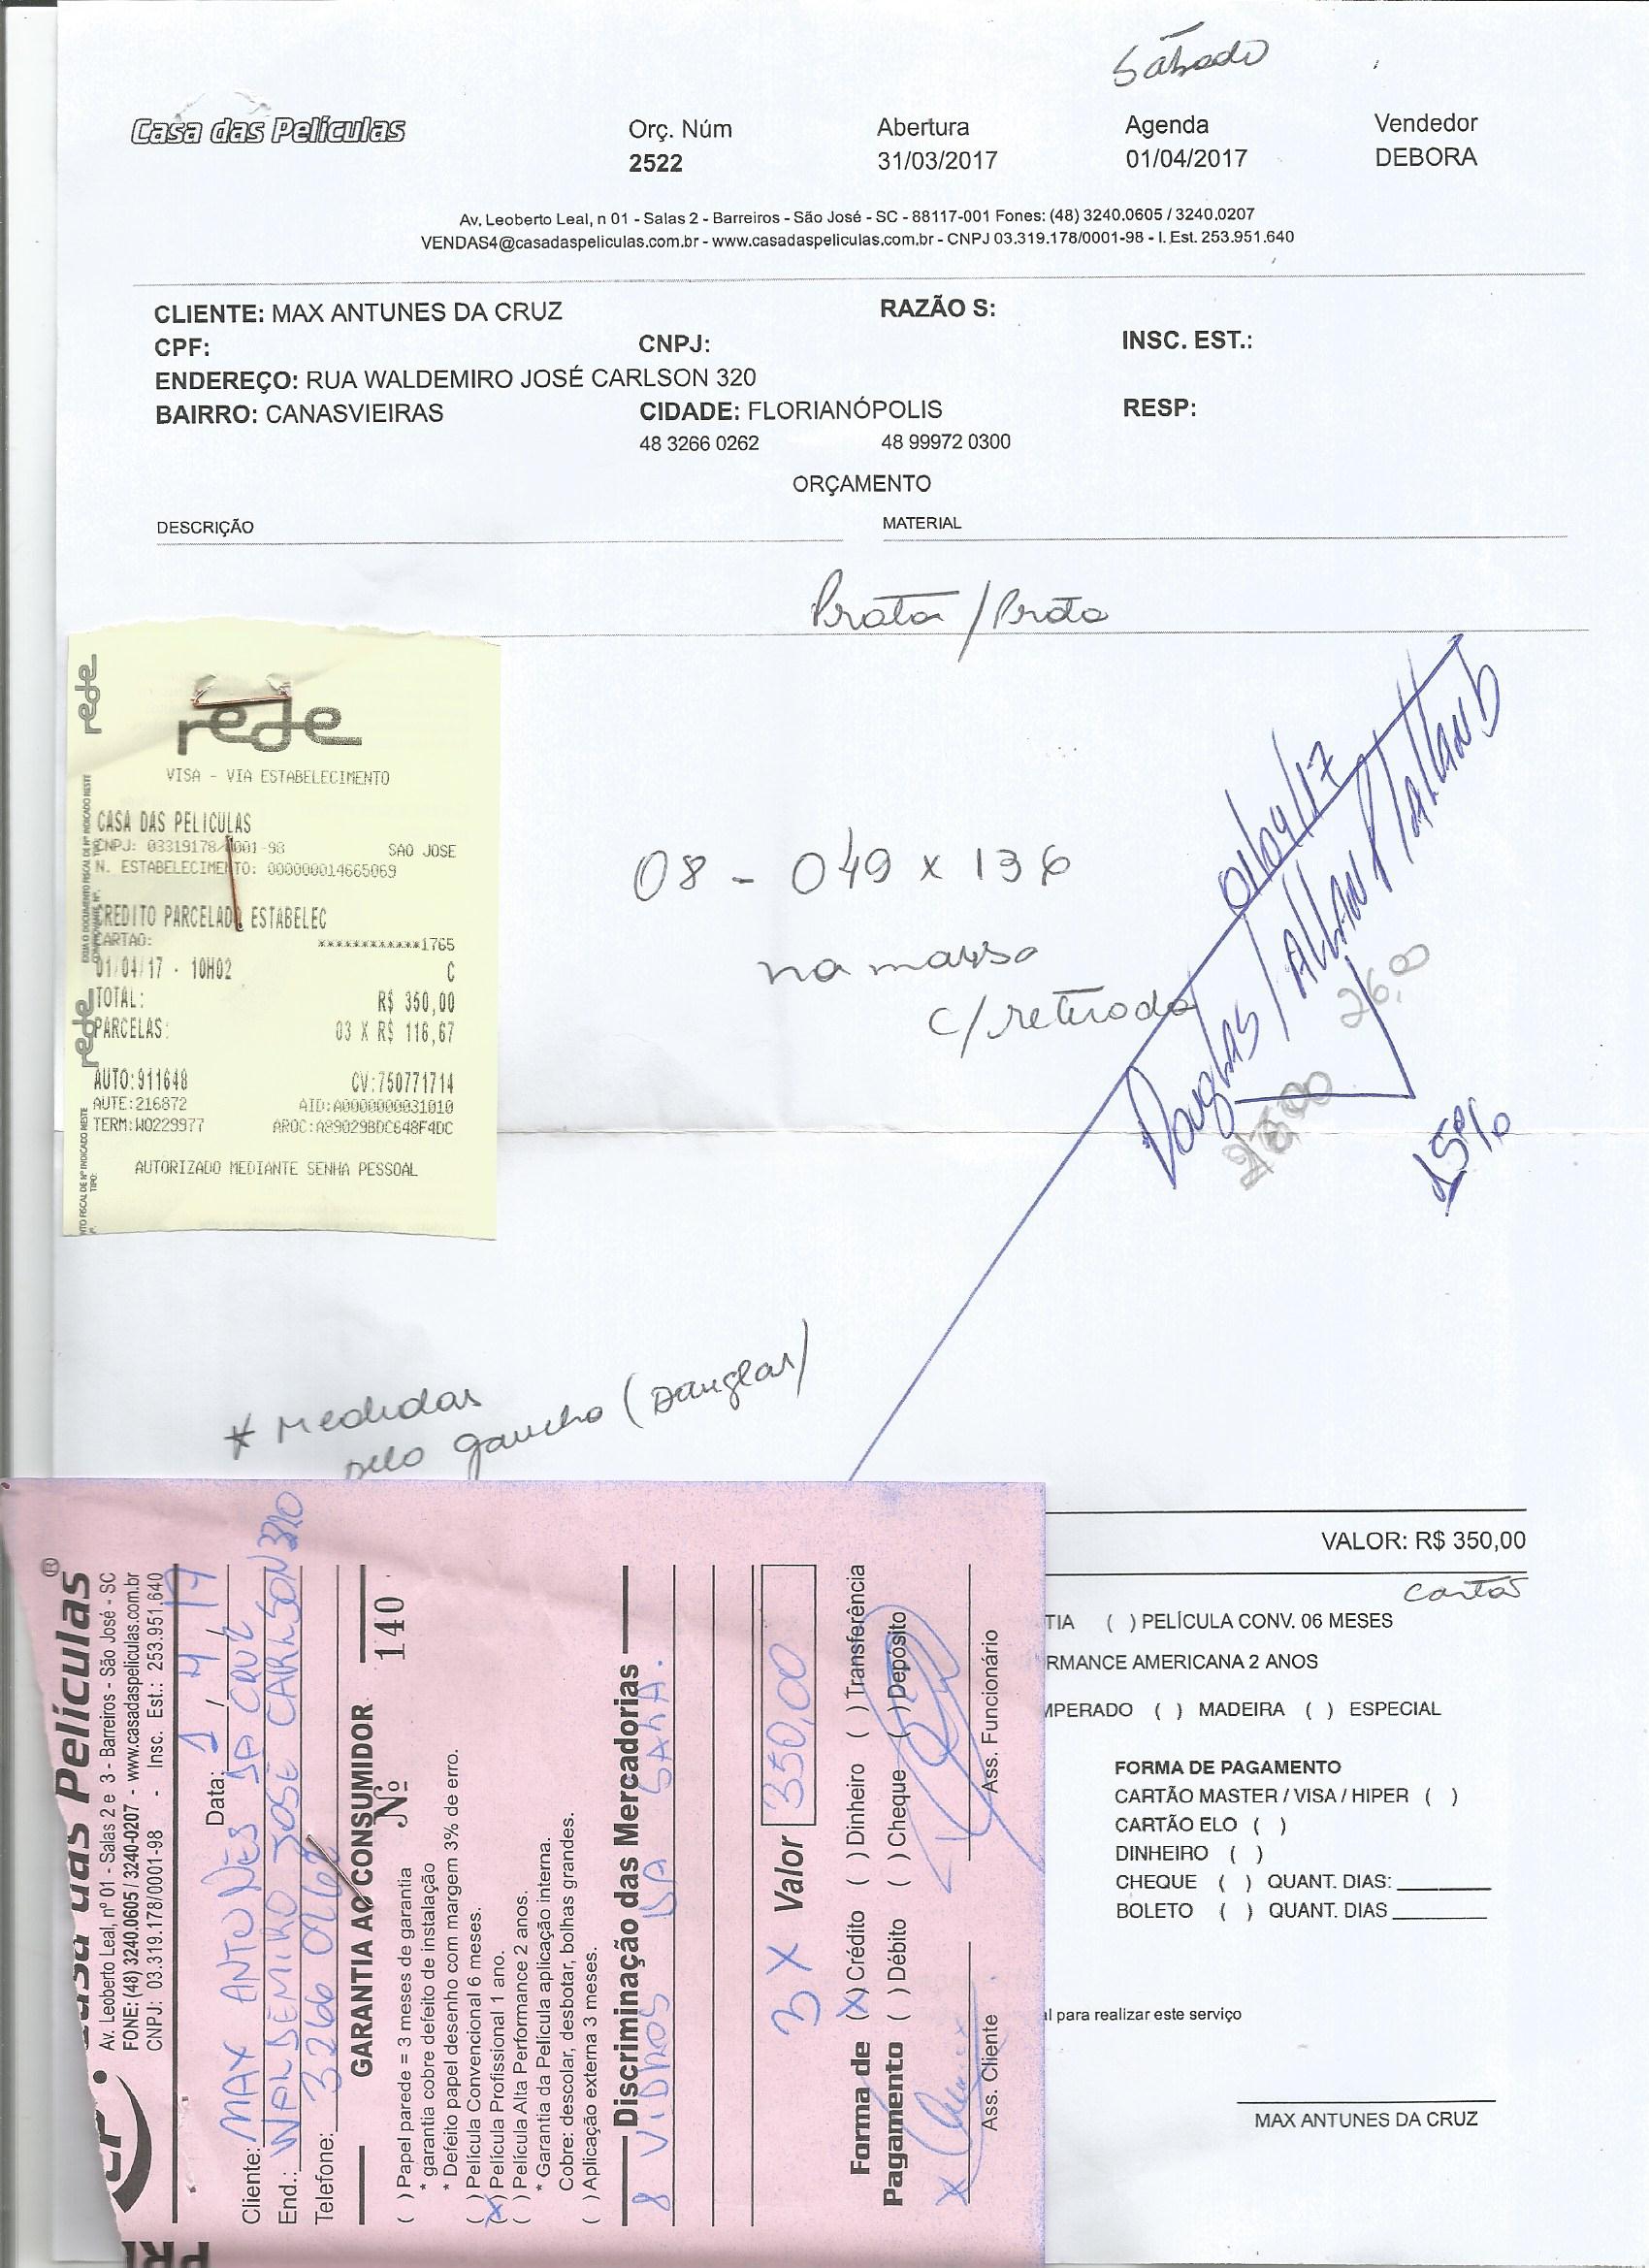 Sábado
Casa das Películas
Orç. Núm Abertura Agenda Vendedor
2522 31/03/2017 01/04/2017 DEBORA
Av, Leoberto Leal, n 01 - Salas 2 - Barreiros - São José - SC - 88117-001 Fones: (48) 3240.0605 / 3240.0207
VENDAS4@casadaspeliculas.com.br - www.casadaspeliculas.com.br - CNPJ 03.319.178/0001-98 - I. Est. 253.951.640
CLIENTE: MAX ANTUNES DA CRUZ RAZÃO S:
CPF: CNPJ: INSC. EST.:
ENDEREÇO: RUA WALDEMIRO JOSÉ CARLSON 320
BAIRRO: CANASVIEIRAS CIDADE: FLORIANÓPOLIS RESP:
48 3266 0262 48 99972 0300
ORÇAMENTO
DESCRIÇÃO MATERIAL
Prata / Prata
rede
rede
VISA - VIA ESTABELECIMENTO
CASA DAS PELICULAS
CNPJ: 03319178/0001-98 SAO JOSE
N. ESTABELECIMENTO: 000000014665069
CREDITO PARCELADO ESTABELEC
CARTAO: ************1765
01/04/17 - 10H02 C
TOTAL: R$ 350,00
PARCELAS: 03 X R$ 116,67
AUTO:911648 CV:750771714
AUTE:216872 AID:A0000000031010
TERM:W0229977 ARQC:A89029BDC648F4DC
AUTORIZADO MEDIANTE SENHA PESSOAL
rede
08 - 049 x 136
na massa
c/ retirada
01/04/17
Douglas / Allan P
26,00
15%
* Medidas
pelo gaucho (Douglas)
VALOR: R$ 350,00
cartão
TIA ( ) PELÍCULA CONV. 06 MESES
RMANCE AMERICANA 2 ANOS
MPERADO ( ) MADEIRA ( ) ESPECIAL
FORMA DE PAGAMENTO
CARTÃO MASTER / VISA / HIPER ( )
CARTÃO ELO ( )
DINHEIRO ( )
CHEQUE ( ) QUANT. DIAS:
BOLETO ( ) QUANT. DIAS
l para realizar este serviço
MAX ANTUNES DA CRUZ
Casa das Películas®
Av. Leoberto Leal, nº 01 - Salas 2 e 3 - Barreiros - São José - SC
FONE: (48) 3240.0605 / 3240-0207 - www.casadaspeliculas.com.br
CNPJ: 03.319.178/0001-98 - Insc. Est.: 253.951.640
Data: 1 / 4 / 17
Cliente: MAX ANTUNES DA CRUZ
End.: WALDEMIRO JOSE CARLSON 320
Telefone: 3266 0262
GARANTIA AO CONSUMIDOR
Nº 140
( ) Papel parede = 3 meses de garantia
* garantia cobre defeito de instalação
* Defeito papel desenho com margem 3% de erro.
( ) Película Convencional 6 meses.
(X) Película Profissional 1 ano.
( ) Película Alta Performance 2 anos.
* Garantia da Película aplicação interna.
Cobre: descolar, desbotar, bolhas grandes.
( ) Aplicação externa 3 meses.
Discriminação das Mercadorias
8 VIDROS DA SALA.
3 X Valor 350,00
Forma de Pagamento
(X) Crédito ( ) Dinheiro ( ) Transferência
( ) Débito ( ) Cheque ( ) Depósito
X
Ass. Cliente Ass. Funcionário